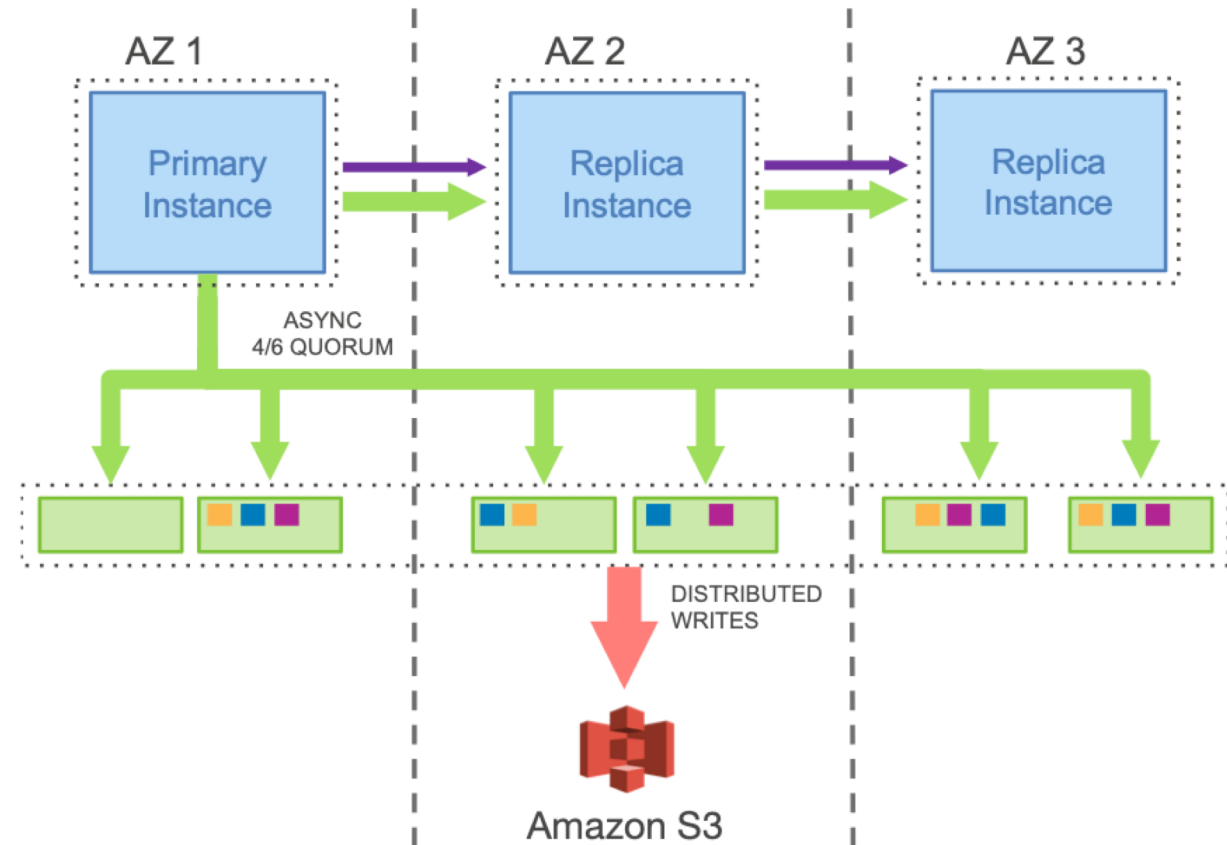 AZ 1
AZ 2
AZ 3
Primary
Instance
Replica
Instance
Replica
Instance
ASYNC
4/6 QUORUM
DISTRIBUTED
WRITES
Amazon S3